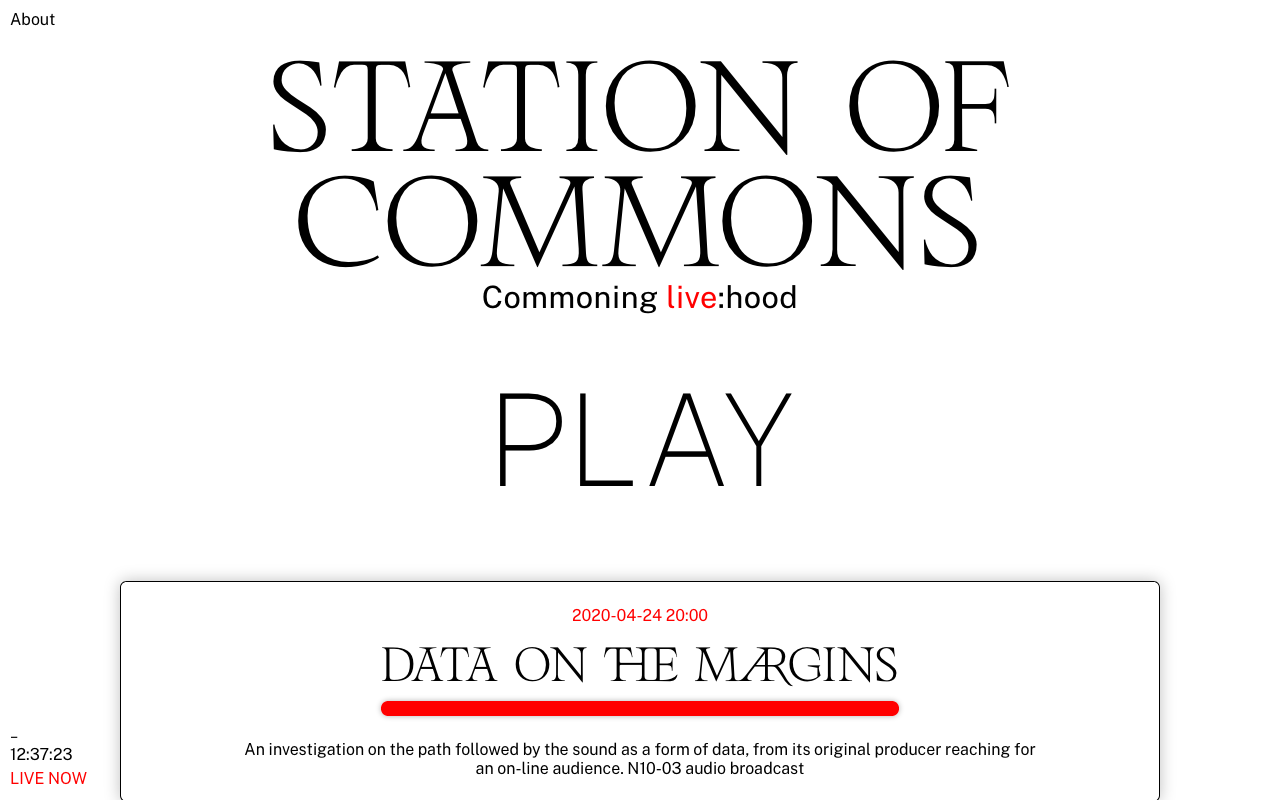 About
STATION OF
COMMONS
Commoning live:hood
PLAY
2020-04-24 20:00
DATA ON THE MARGINS
An investigation on the path followed by the sound as a form of data, from its original producer reaching for
an on-line audience. N10-03 audio broadcast
–
12:37:23
LIVE NOW